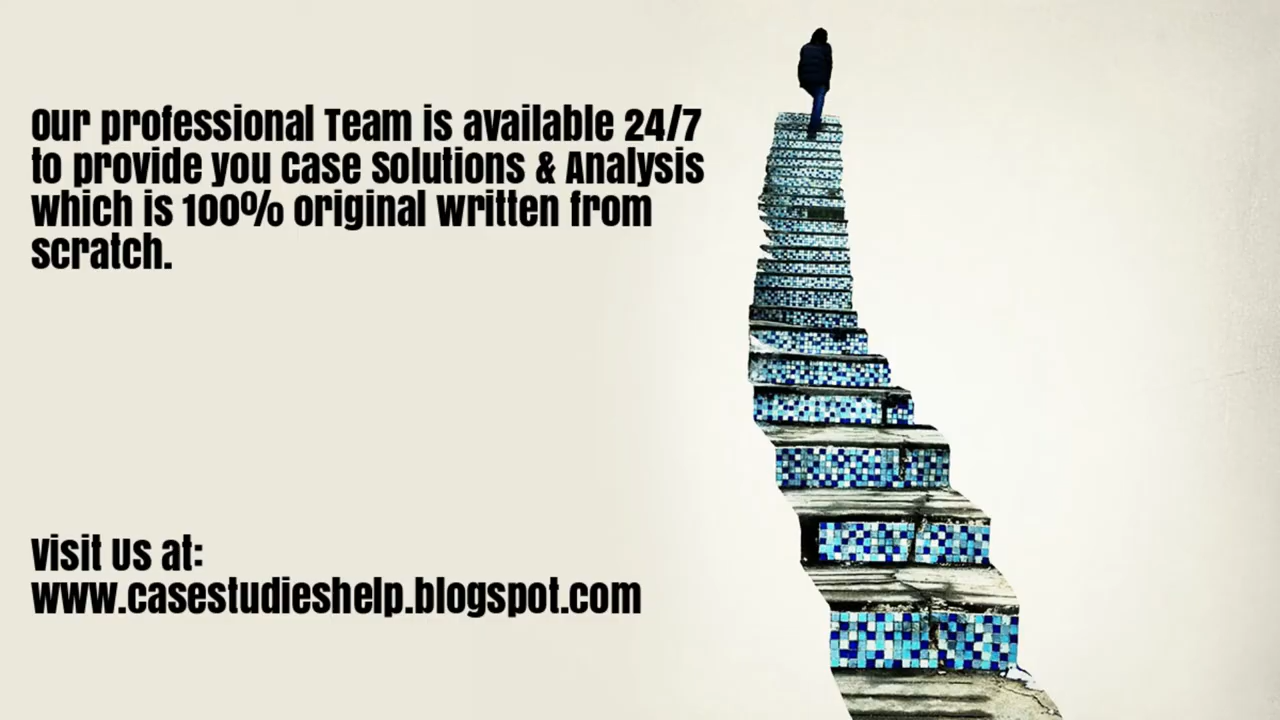 Our professional Team is available 24/7
to provide you Case Solutions & Analysis
which is 100% original written from
scratch.
Visit Us at:
www.casestudieshelp.blogspot.com